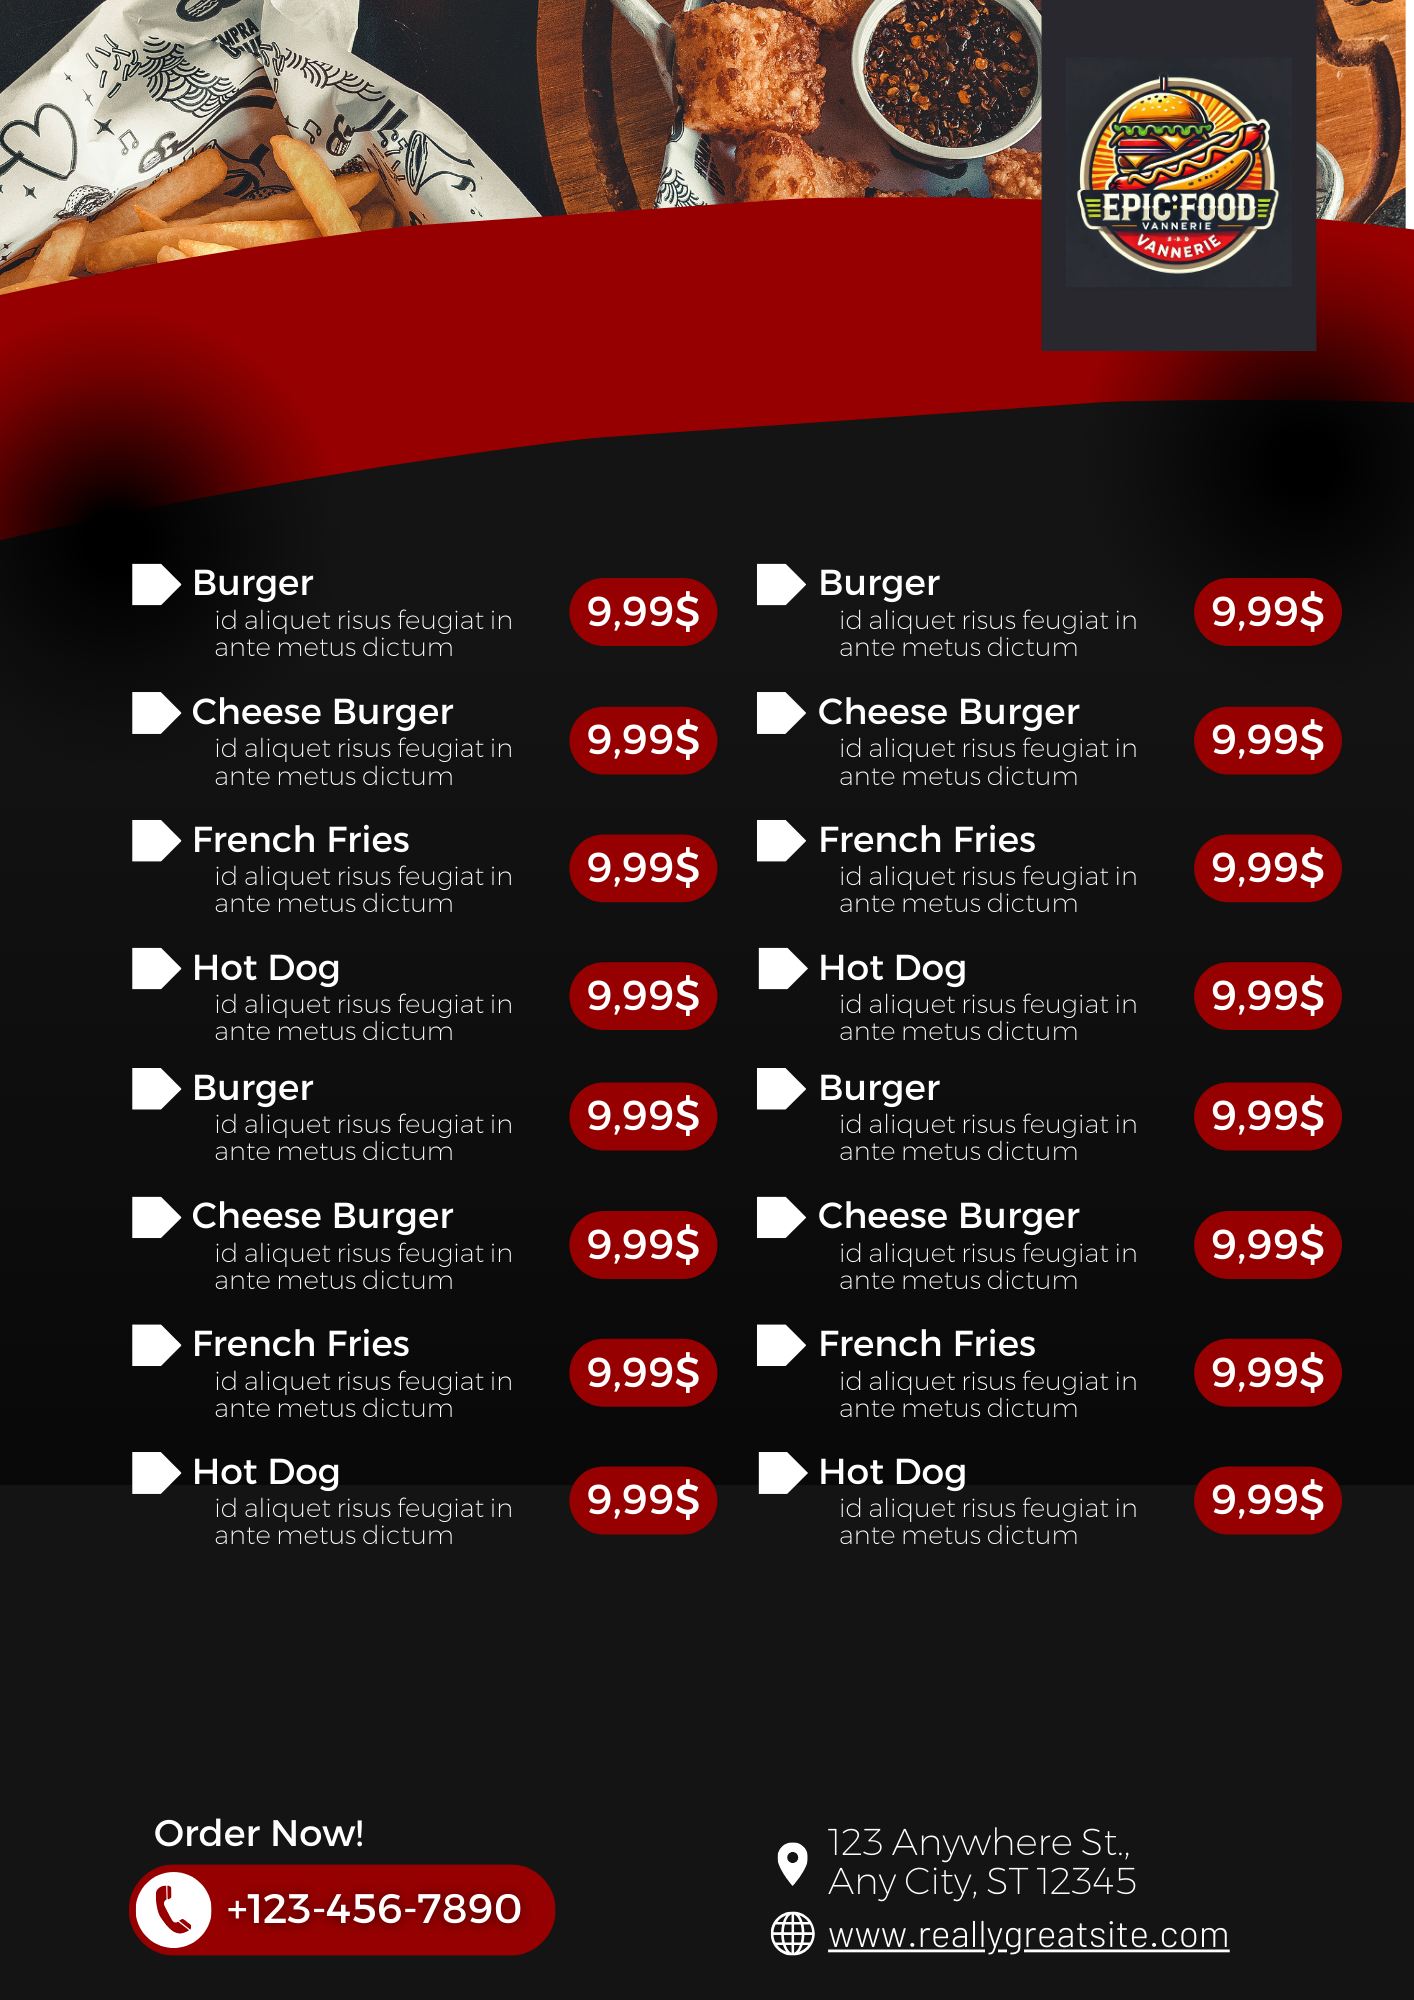 EPIC:FOOD
VANNERIE
VANNERIE
Burger
id aliquet risus feugiat in
ante metus dictum
9,99$
Cheese Burger
id aliquet risus feugiat in
ante metus dictum
9,99$
French Fries
id aliquet risus feugiat in
ante metus dictum
9,99$
Hot Dog
id aliquet risus feugiat in
ante metus dictum
9,99$
Burger
id aliquet risus feugiat in
ante metus dictum
9,99$
Cheese Burger
id aliquet risus feugiat in
ante metus dictum
9,99$
French Fries
id aliquet risus feugiat in
ante metus dictum
9,99$
Hot Dog
id aliquet risus feugiat in
ante metus dictum
9,99$
Burger
id aliquet risus feugiat in
ante metus dictum
9,99$
Cheese Burger
id aliquet risus feugiat in
ante metus dictum
9,99$
French Fries
id aliquet risus feugiat in
ante metus dictum
9,99$
Hot Dog
id aliquet risus feugiat in
ante metus dictum
9,99$
Burger
id aliquet risus feugiat in
ante metus dictum
9,99$
Cheese Burger
id aliquet risus feugiat in
ante metus dictum
9,99$
French Fries
id aliquet risus feugiat in
ante metus dictum
9,99$
Hot Dog
id aliquet risus feugiat in
ante metus dictum
9,99$
Order Now!
+123-456-7890
123 Anywhere St.,
Any City, ST 12345
www.reallygreatsite.com